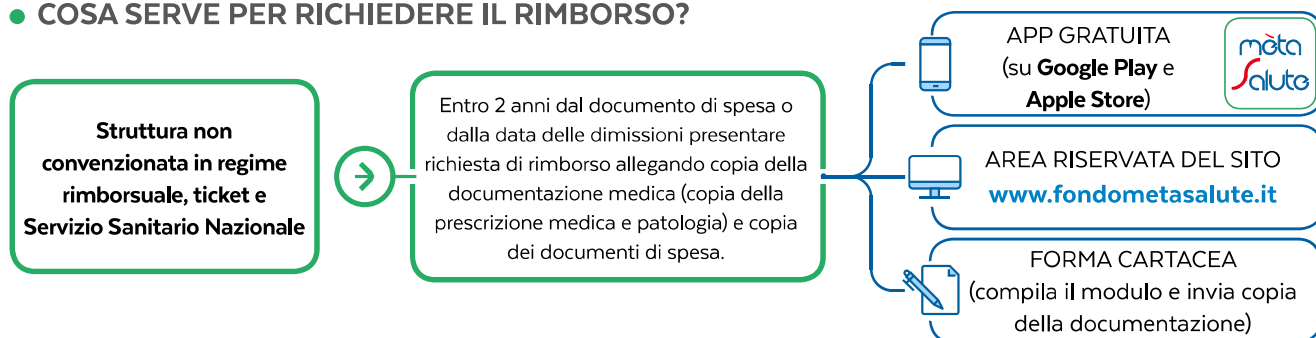 COSA SERVE PER RICHIEDERE IL RIMBORSO?
Struttura non
convenzionata in regime
rimborsuale, ticket e
Servizio Sanitario Nazionale
Entro 2 anni dal documento di spesa o
dalla data delle dimissioni presentare
richiesta di rimborso allegando copia della
documentazione medica (copia della
prescrizione medica e patologia) e copia
dei documenti di spesa.
APP GRATUITA
(su Google Play e
Apple Store)
mèta
Salute
AREA RISERVATA DEL SITO
www.fondometasalute.it
FORMA CARTACEA
(compila il modulo e invia copia
della documentazione)